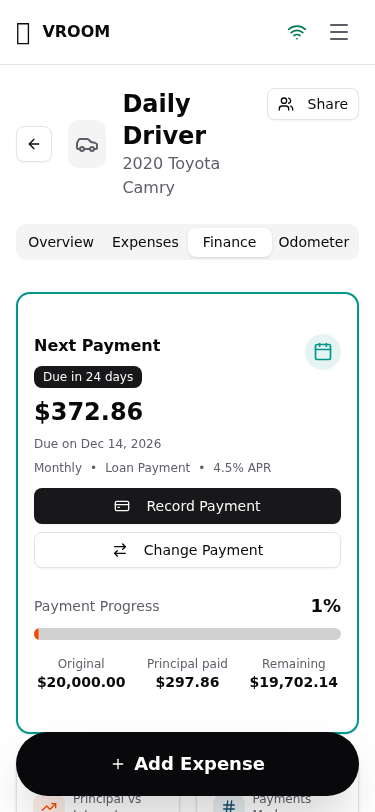 VROOM
Daily
Driver
2020 Toyota
Camry
Share
Overview Expenses Finance Odometer
Next Payment
Due in 24 days
$372.86
Due on Dec 14, 2026
Monthly • Loan Payment • 4.5% APR
Record Payment
Change Payment
Payment Progress 1%
Original Principal paid Remaining
$20,000.00 $297.86 $19,702.14
+ Add Expense
Principal vs Payments